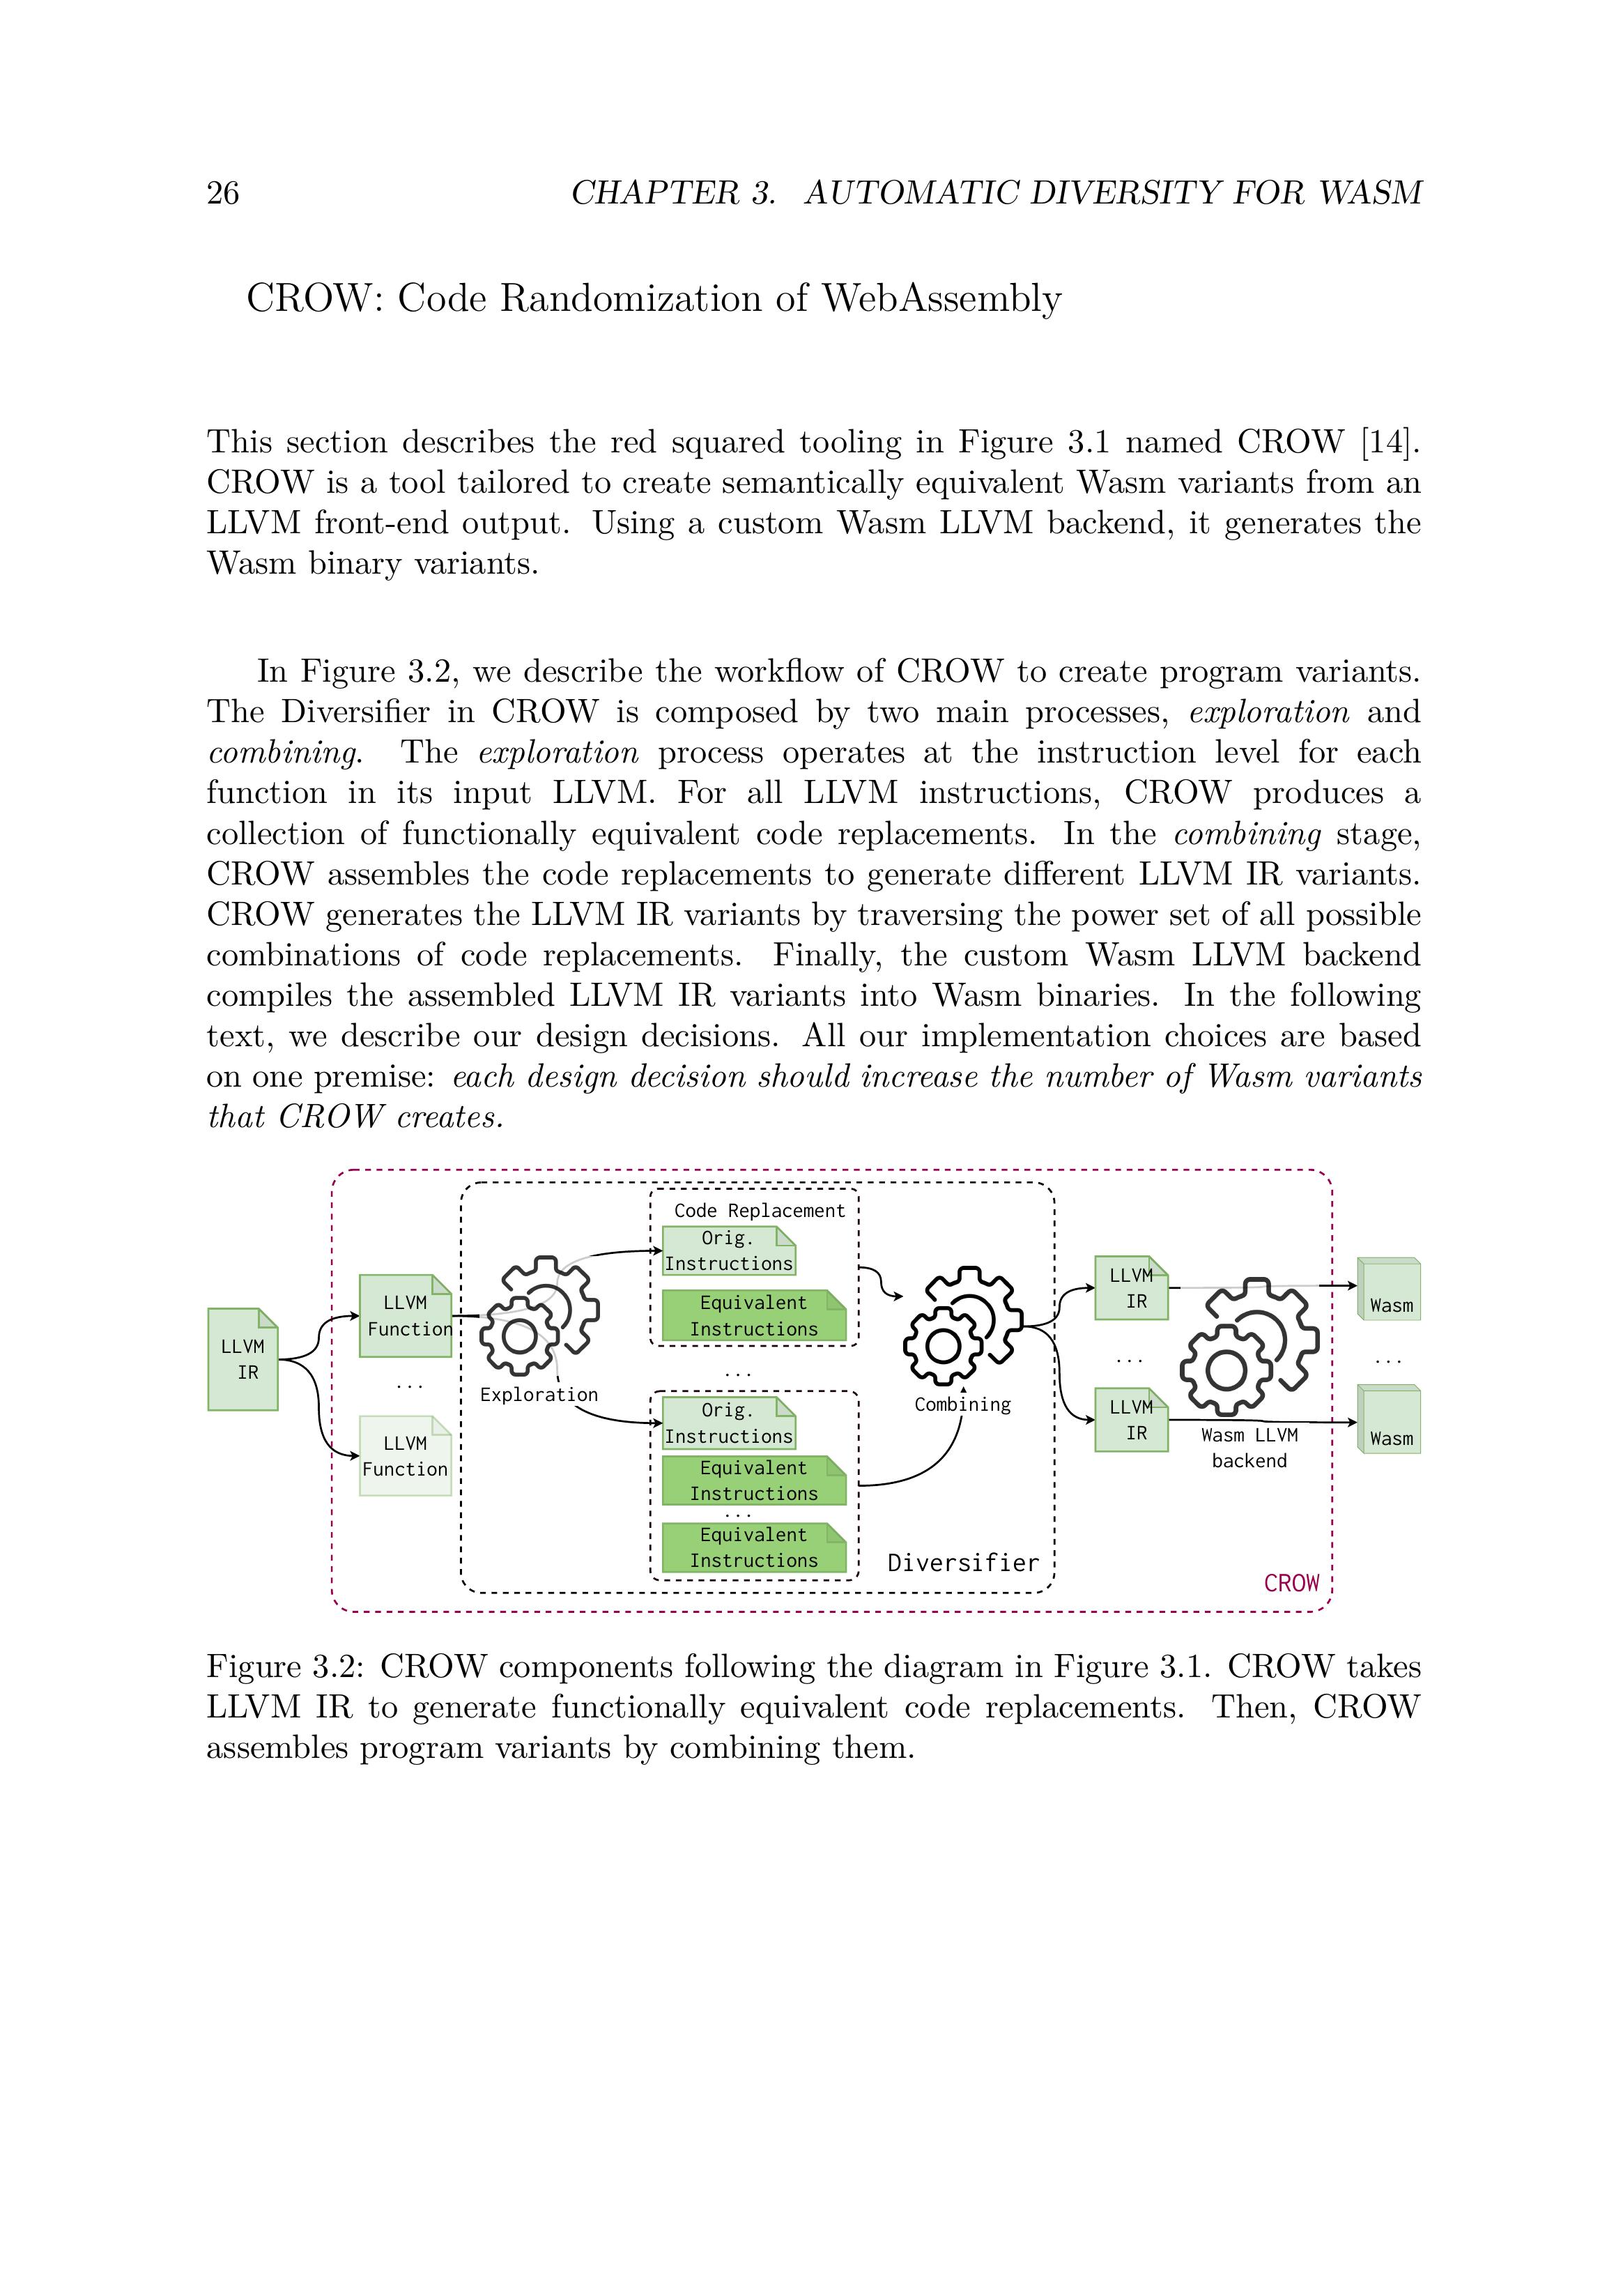 26 CHAPTER 3. AUTOMATIC DIVERSITY FOR WASM
CROW: Code Randomization of WebAssembly
This section describes the red squared tooling in Figure 3.1 named CROW [14].
CROW is a tool tailored to create semantically equivalent Wasm variants from an
LLVM front-end output. Using a custom Wasm LLVM backend, it generates the
Wasm binary variants.
In Figure 3.2, we describe the workflow of CROW to create program variants.
The Diversifier in CROW is composed by two main processes, exploration and
combining. The exploration process operates at the instruction level for each
function in its input LLVM. For all LLVM instructions, CROW produces a
collection of functionally equivalent code replacements. In the combining stage,
CROW assembles the code replacements to generate different LLVM IR variants.
CROW generates the LLVM IR variants by traversing the power set of all possible
combinations of code replacements. Finally, the custom Wasm LLVM backend
compiles the assembled LLVM IR variants into Wasm binaries. In the following
text, we describe our design decisions. All our implementation choices are based
on one premise: each design decision should increase the number of Wasm variants
that CROW creates.
LLVM
IR
LLVM
Function
...
LLVM
Function
Exploration
Code Replacement
Orig.
Instructions
Equivalent
Instructions
...
Orig.
Instructions
Equivalent
Instructions
...
Equivalent
Instructions
Combining
Diversifier
LLVM
IR
...
LLVM
IR
Wasm LLVM
backend
Wasm
...
Wasm
CROW
Figure 3.2: CROW components following the diagram in Figure 3.1. CROW takes
LLVM IR to generate functionally equivalent code replacements. Then, CROW
assembles program variants by combining them.